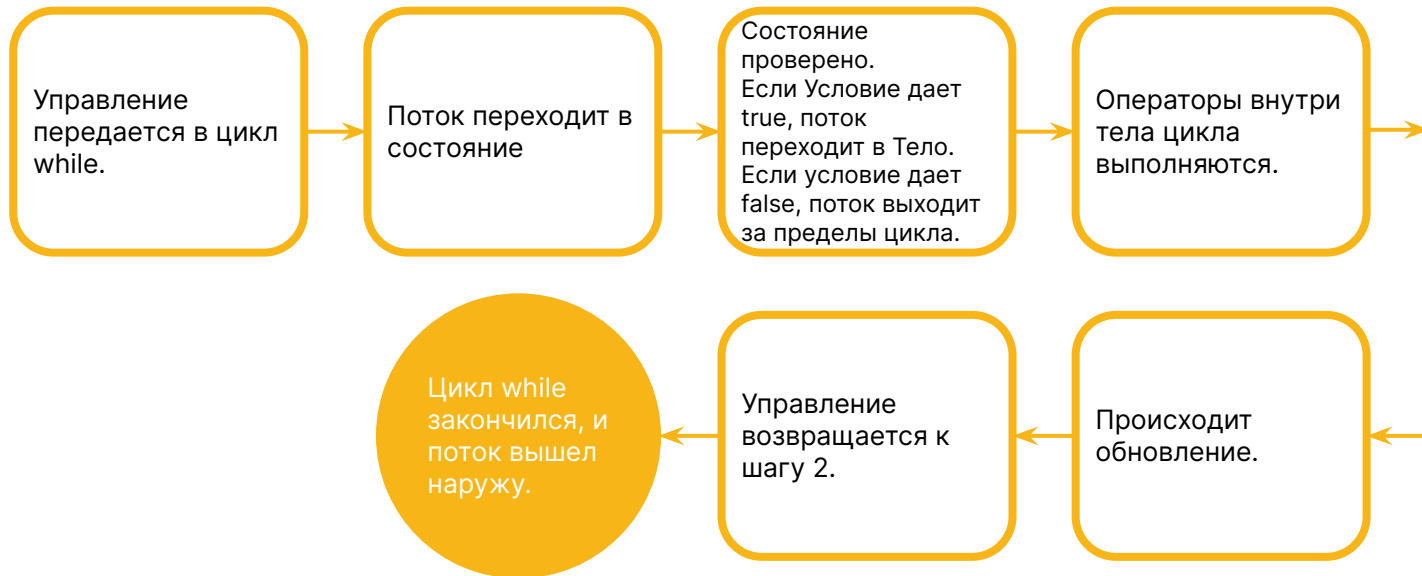 Управление
передается в цикл
while.
Поток переходит в
состояние
Состояние
проверено.
Если Условие дает
true, поток
переходит в Тело.
Если условие дает
false, поток выходит
за пределы цикла.
Операторы внутри
тела цикла
выполняются.
Происходит
обновление.
Управление
возвращается к
шагу 2.
Цикл while
закончился, и
поток вышел
наружу.